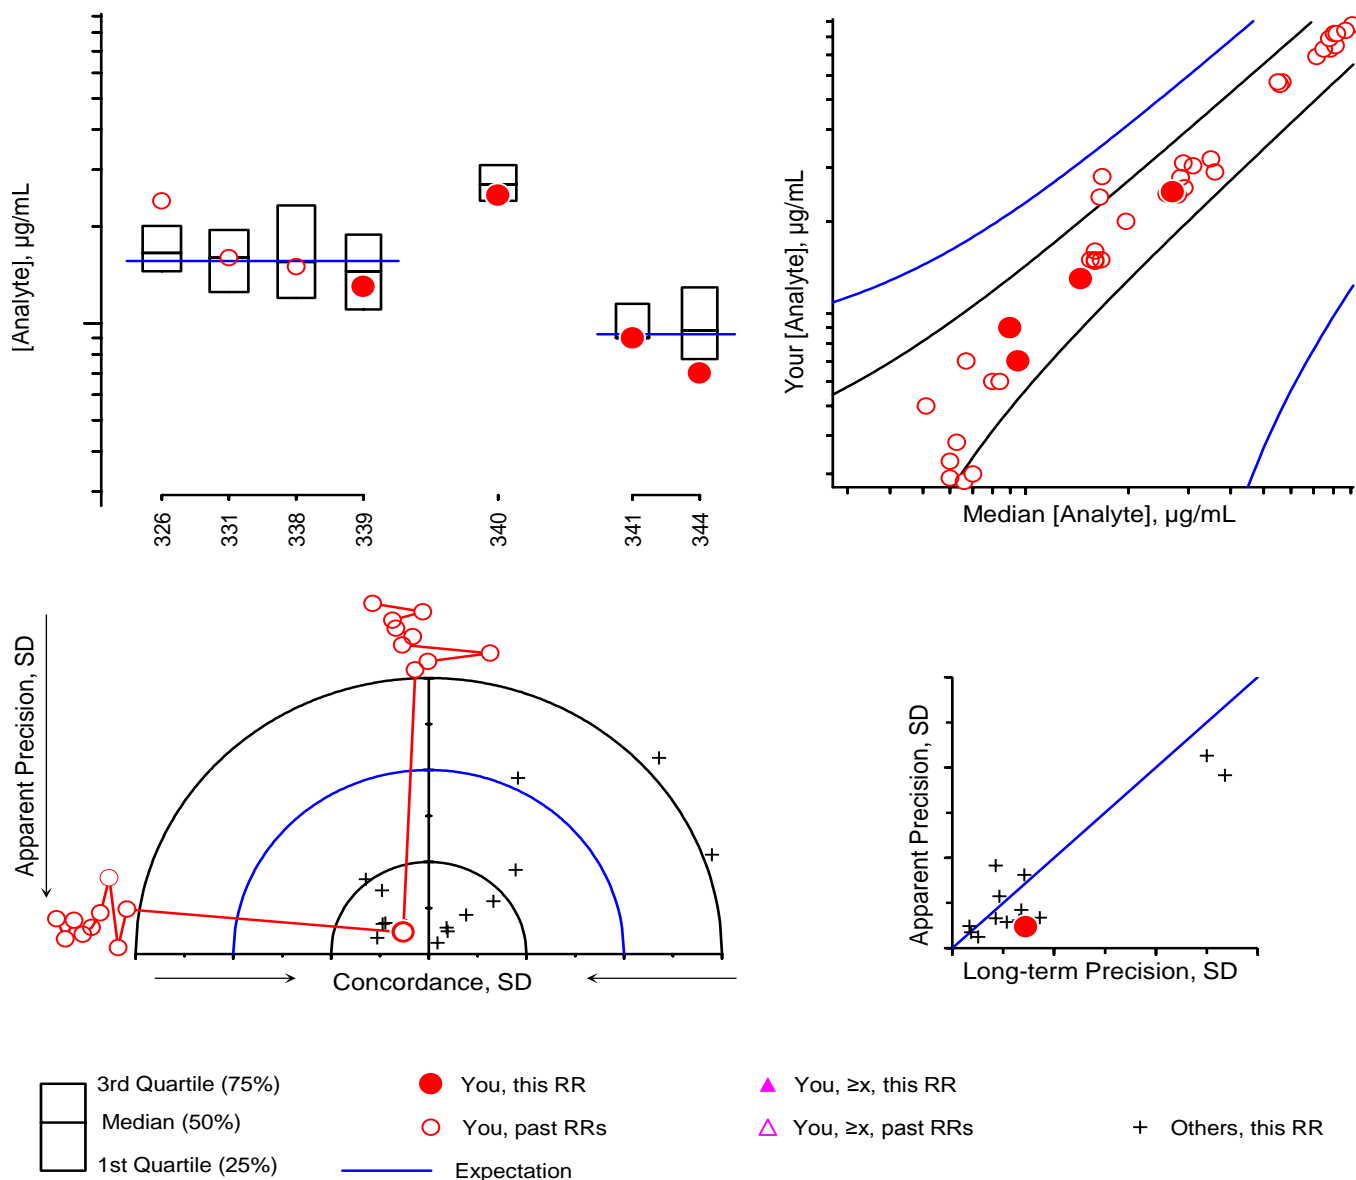 [Analyte], µg/mL
326
331
338
339
340
341
344
Your [Analyte], µg/mL
Median [Analyte], µg/mL
Apparent Precision, SD
Concordance, SD
Apparent Precision, SD
Long-term Precision, SD
3rd Quartile (75%)
Median (50%)
1st Quartile (25%)
You, this RR
You, past RRs
Expectation
You, ≥x, this RR
You, ≥x, past RRs
Others, this RR